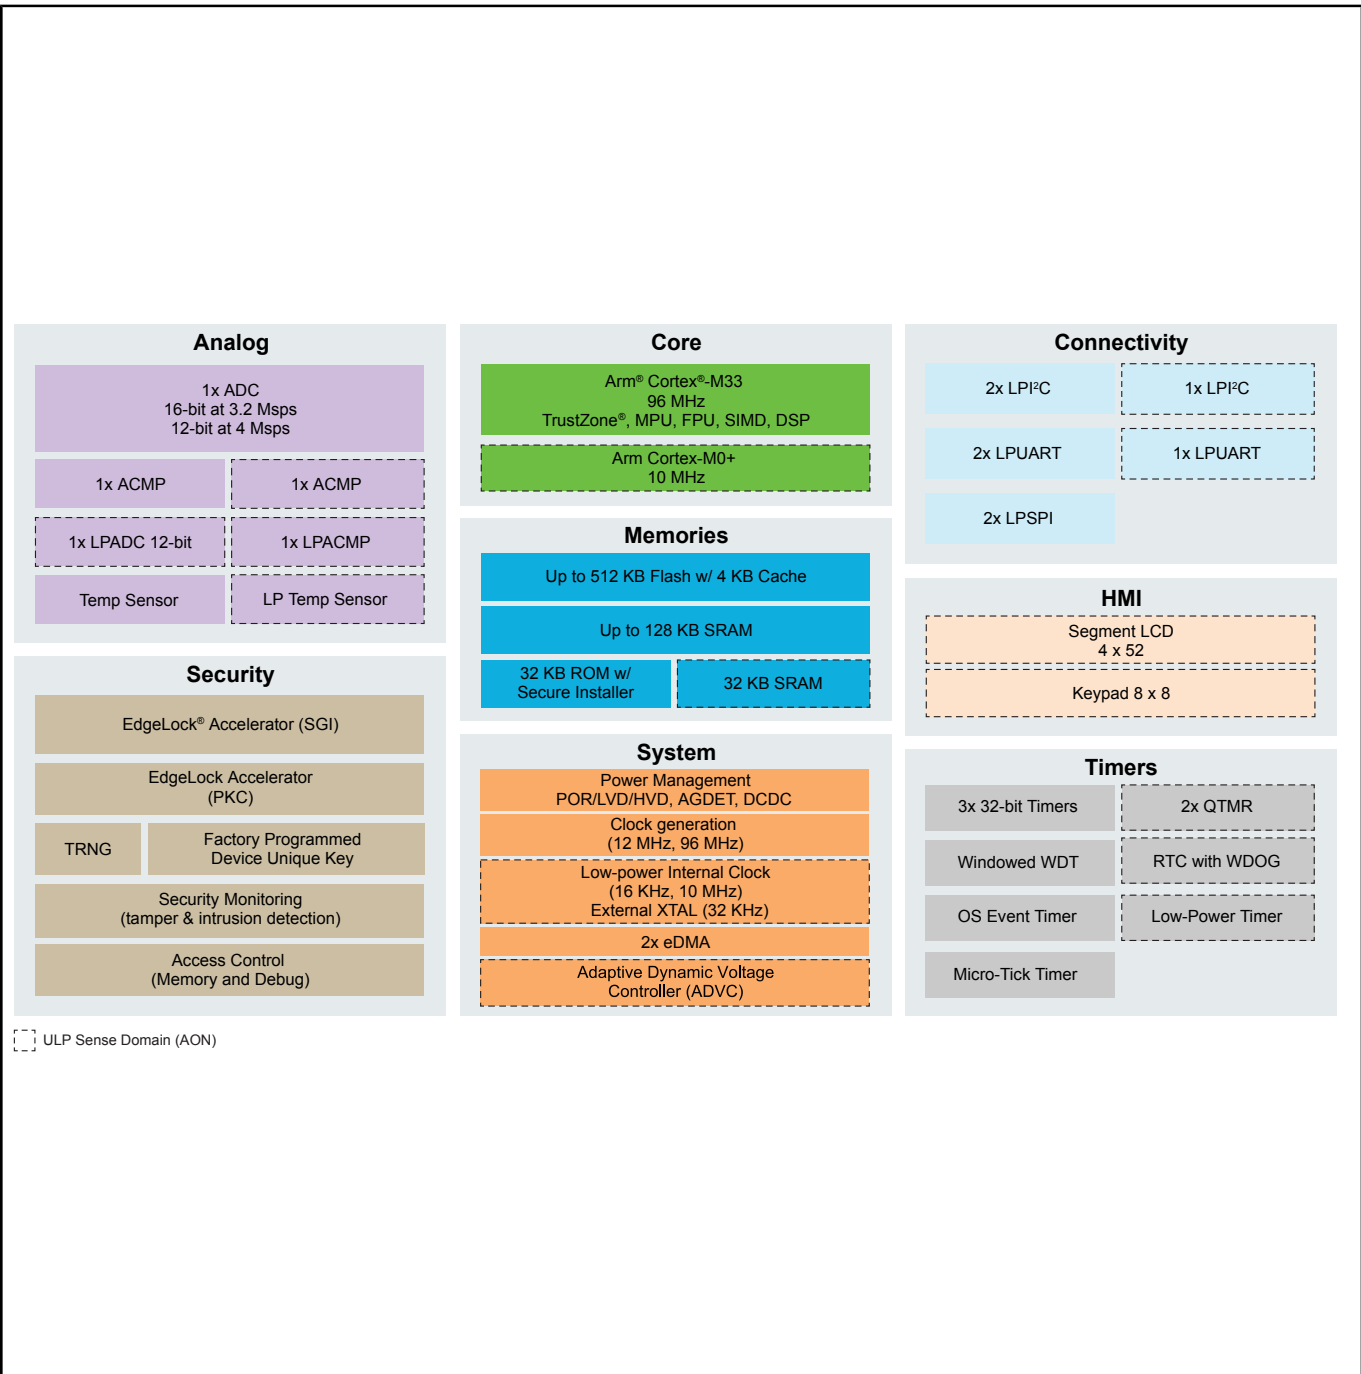 Analog
1x ADC
16-bit at 3.2 Msps
12-bit at 4 Msps
1x ACMP
1x ACMP
1x LPADC 12-bit
1x LPACMP
Temp Sensor
LP Temp Sensor
Security
EdgeLock® Accelerator (SGI)
EdgeLock Accelerator
(PKC)
TRNG
Factory Programmed
Device Unique Key
Security Monitoring
(tamper & intrusion detection)
Access Control
(Memory and Debug)
Core
Arm® Cortex®-M33
96 MHz
TrustZone®, MPU, FPU, SIMD, DSP
Arm Cortex-M0+
10 MHz
Memories
Up to 512 KB Flash w/ 4 KB Cache
Up to 128 KB SRAM
32 KB ROM w/
Secure Installer
32 KB SRAM
System
Power Management
POR/LVD/HVD, AGDET, DCDC
Clock generation
(12 MHz, 96 MHz)
Low-power Internal Clock
(16 KHz, 10 MHz)
External XTAL (32 KHz)
2x eDMA
Adaptive Dynamic Voltage
Controller (ADVC)
Connectivity
2x LPI²C
1x LPI²C
2x LPUART
1x LPUART
2x LPSPI
HMI
Segment LCD
4 x 52
Keypad 8 x 8
Timers
3x 32-bit Timers
2x QTMR
Windowed WDT
RTC with WDOG
OS Event Timer
Low-Power Timer
Micro-Tick Timer
ULP Sense Domain (AON)